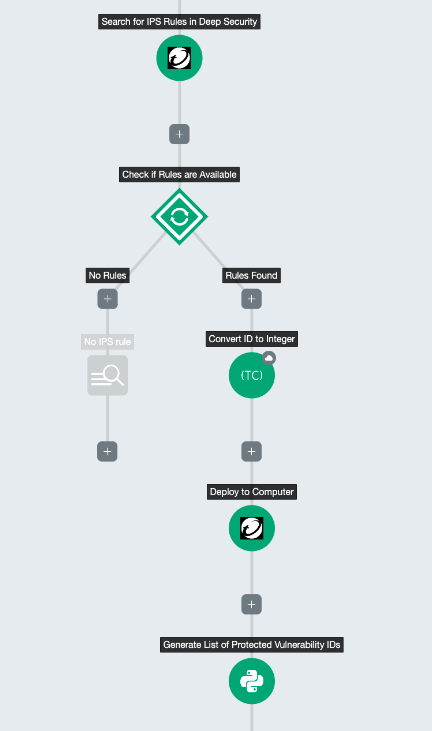 Search for IPS Rules in Deep Security
Check if Rules are Available
No Rules
Rules Found
No IPS rule
Convert ID to Integer
(TC)
Deploy to Computer
Generate List of Protected Vulnerability IDs